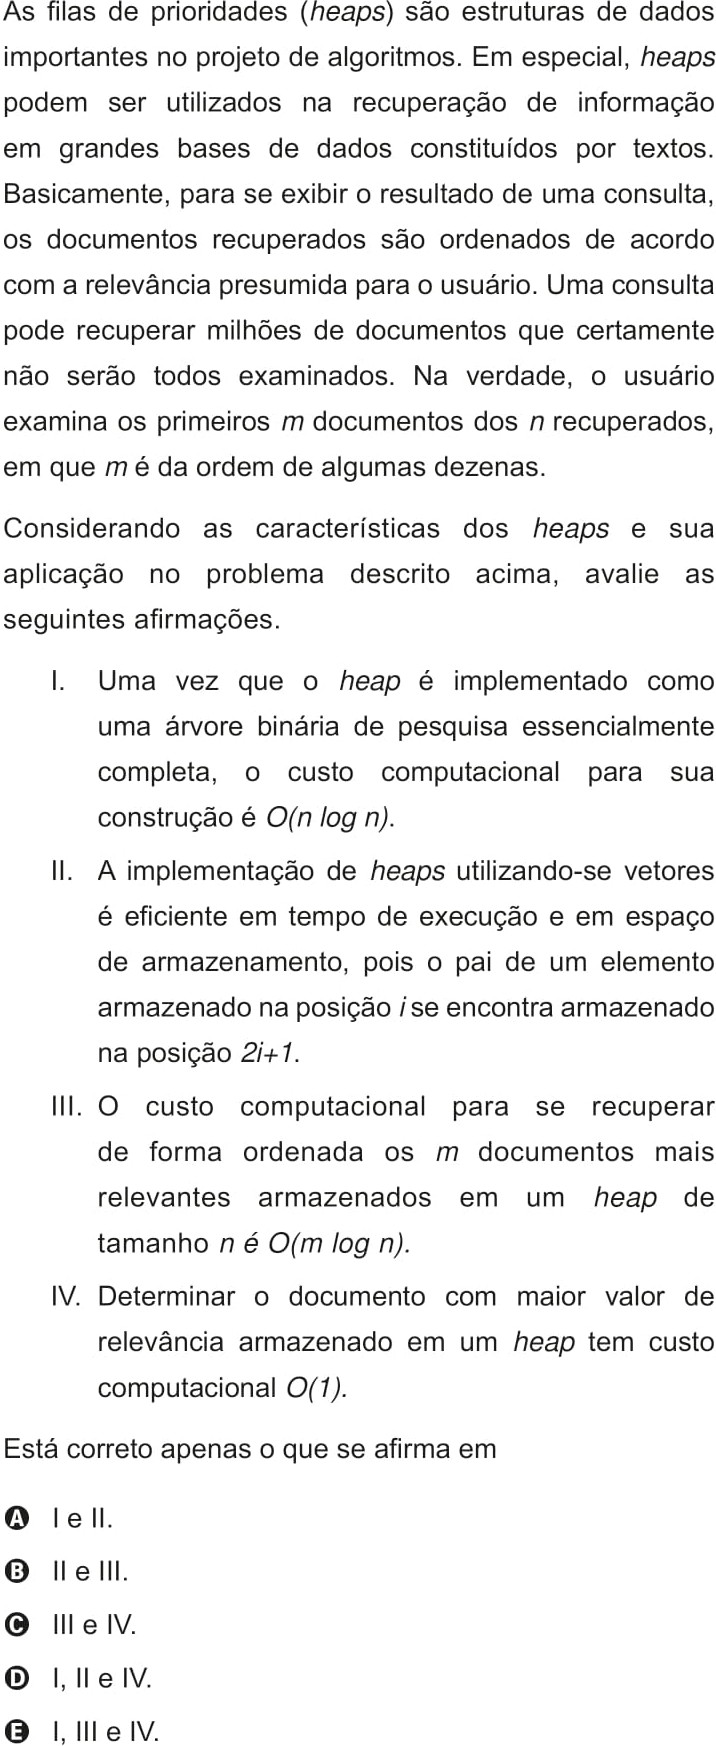 As filas de prioridades (heaps) são estruturas de dados
importantes no projeto de algoritmos. Em especial, heaps
podem ser utilizados na recuperação de informação
em grandes bases de dados constituídos por textos.
Basicamente, para se exibir o resultado de uma consulta,
os documentos recuperados são ordenados de acordo
com a relevância presumida para o usuário. Uma consulta
pode recuperar milhões de documentos que certamente
não serão todos examinados. Na verdade, o usuário
examina os primeiros m documentos dos n recuperados,
em que m é da ordem de algumas dezenas.
Considerando as características dos heaps e sua
aplicação no problema descrito acima, avalie as
seguintes afirmações.
I. Uma vez que o heap é implementado como
uma árvore binária de pesquisa essencialmente
completa, o custo computacional para sua
construção é O(n log n).
II. A implementação de heaps utilizando-se vetores
é eficiente em tempo de execução e em espaço
de armazenamento, pois o pai de um elemento
armazenado na posição i se encontra armazenado
na posição 2i+1.
III. O custo computacional para se recuperar
de forma ordenada os m documentos mais
relevantes armazenados em um heap de
tamanho n é O(m log n).
IV. Determinar o documento com maior valor de
relevância armazenado em um heap tem custo
computacional O(1).
Está correto apenas o que se afirma em
A I e II.
B II e III.
C III e IV.
D I, II e IV.
E I, III e IV.